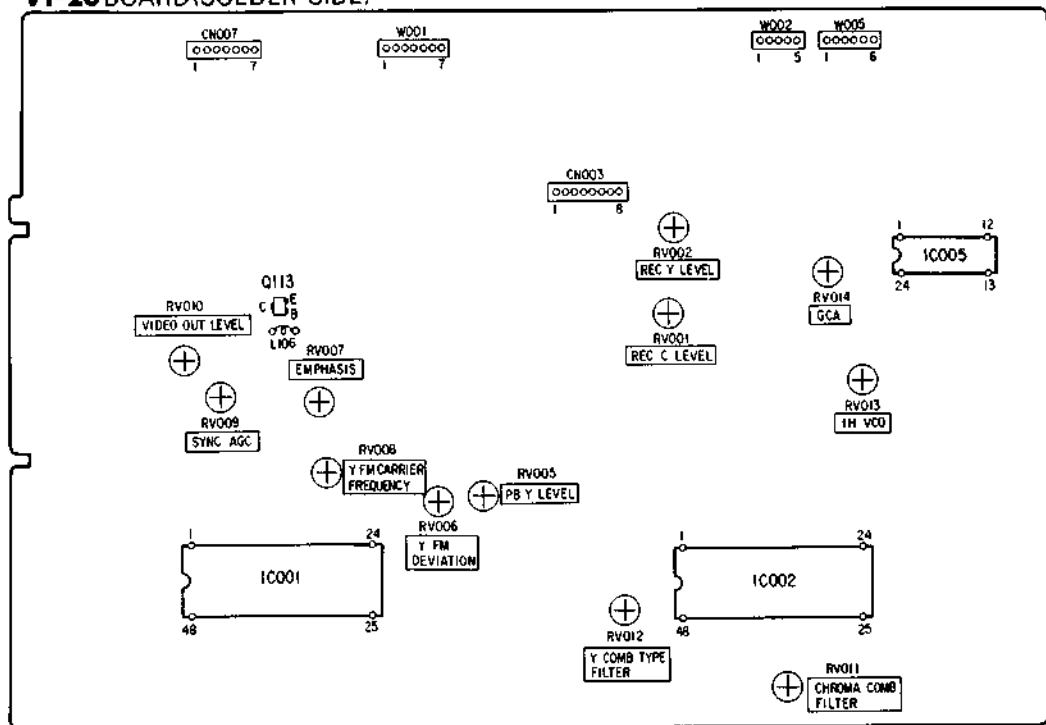 BOARD(SOLDER SIDE)
CN007
1 7
W001
1 7
W002
1 5
W005
1 6
CN003
1 8
RV002
REC Y LEVEL
1 12
IC005
24 13
RV014
GCA
Q113
C E
B
L106
RV010
VIDEO OUT LEVEL
RV001
REC C LEVEL
RV007
EMPHASIS
RV009
SYNC AGC
RV013
1H VCO
RV008
Y FM CARRIER
FREQUENCY
RV005
PB Y LEVEL
RV006
Y FM
DEVIATION
1 24
IC001
48 25
1 24
IC002
48 25
RV012
Y COMB TYPE
FILTER
RV011
CHROMA COMB
FILTER